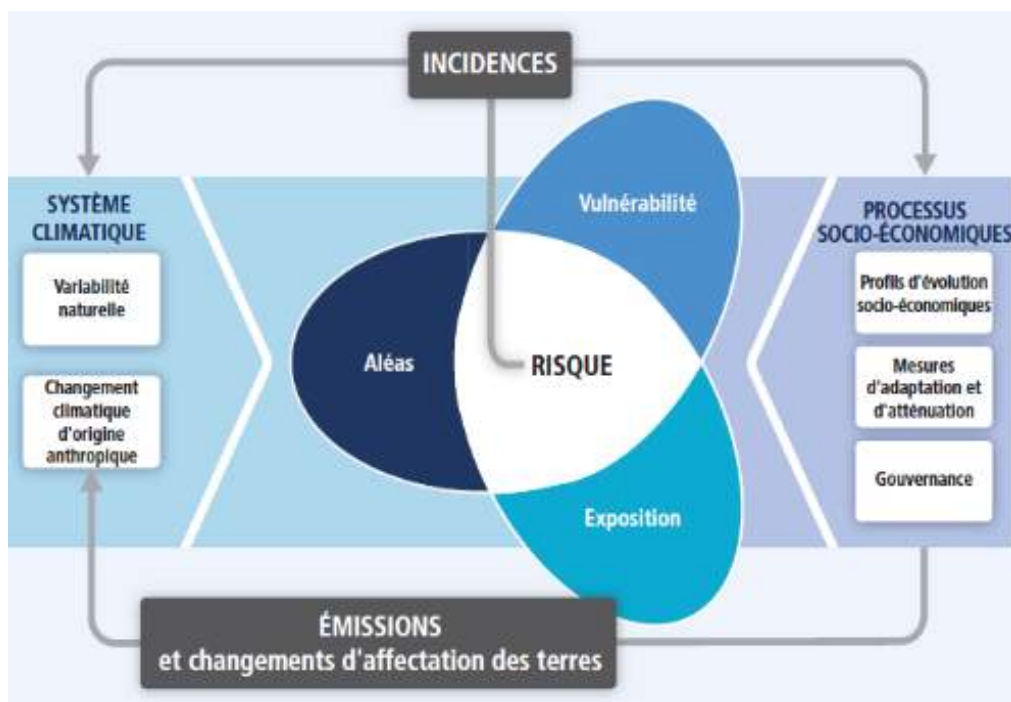 INCIDENCES
SYSTÈME
CLIMATIQUE
Variabilité
naturelle
Changement
climatique
d'origine
anthropique
Vulnérabilité
Aléas
RISQUE
Exposition
PROCESSUS
SOCIO-ÉCONOMIQUES
Profils d'évolution
socio-économiques
Mesures
d'adaptation et
d'atténuation
Gouvernance
ÉMISSIONS
et changements d'affectation des terres